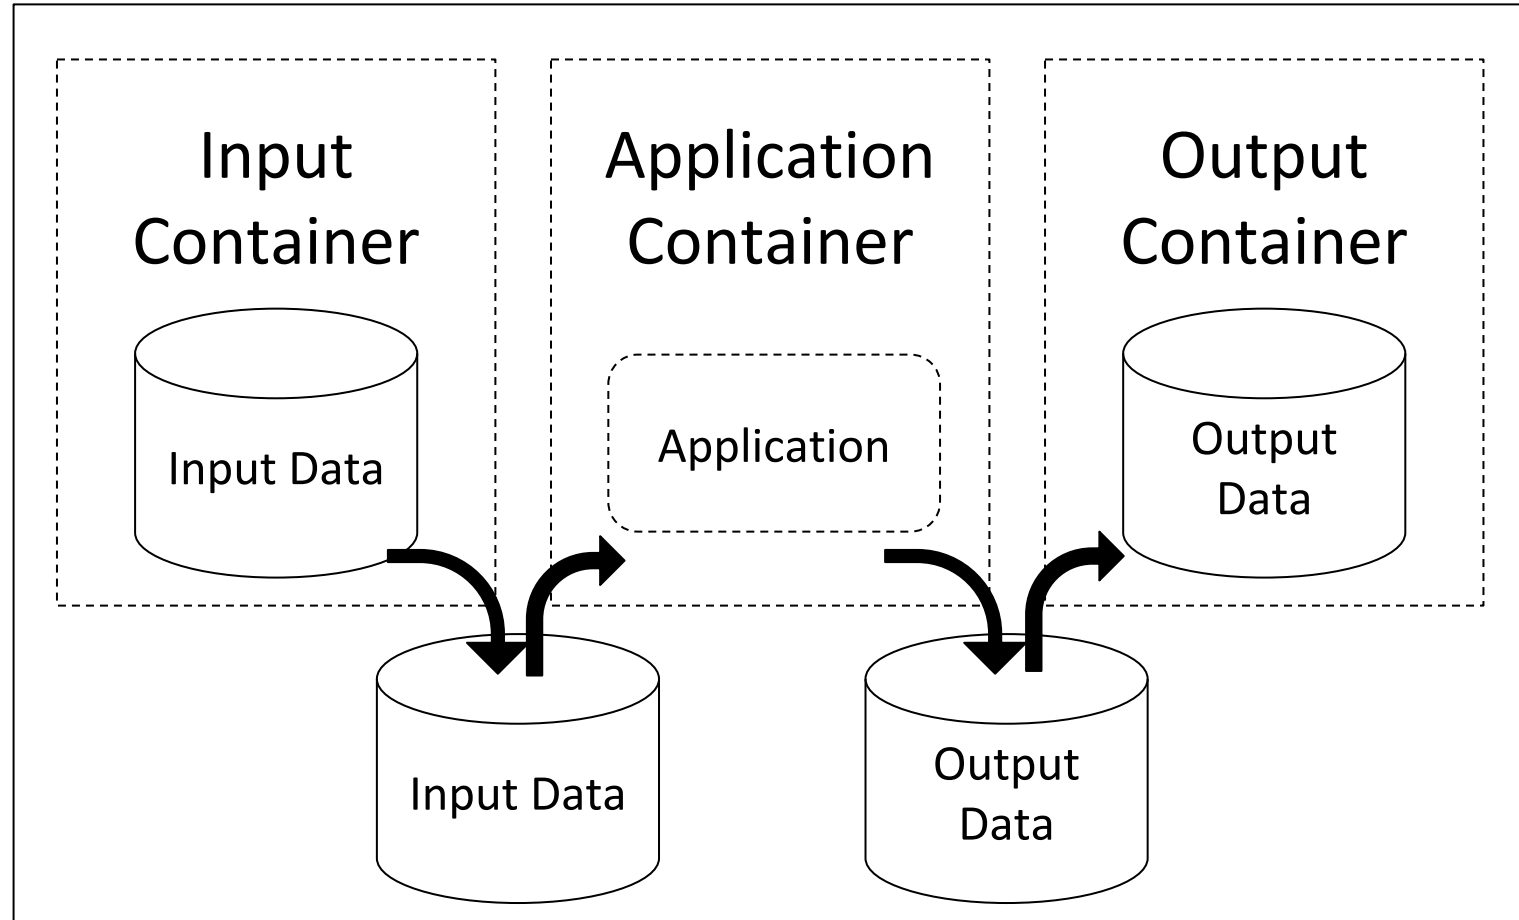 Input
Container
Input Data
Application
Container
Application
Output
Container
Output
Data
Input Data
Output
Data